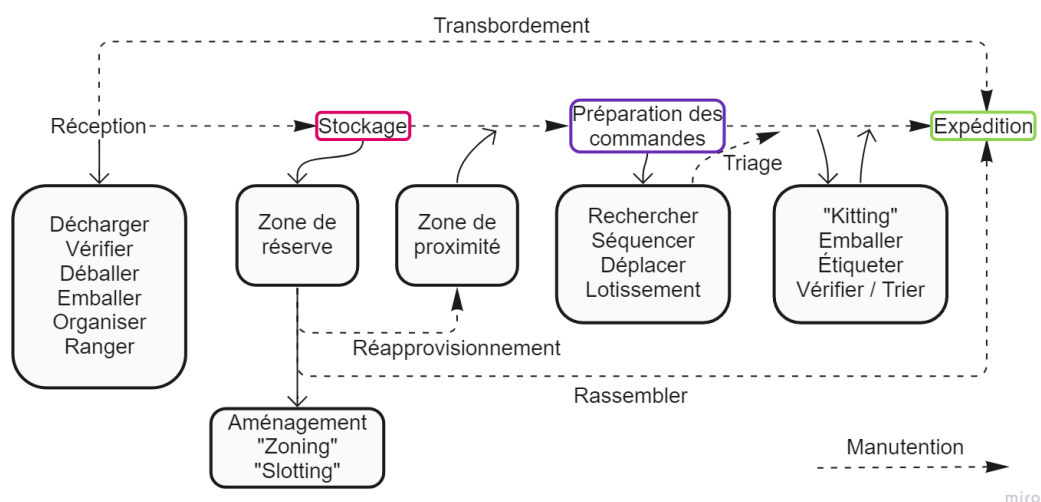 Transbordement
Réception
Stockage
Préparation des
commandes
Expédition
Triage
Décharger
Vérifier
Déballer
Emballer
Organiser
Ranger
Zone de
réserve
Zone de
proximité
Rechercher
Séquencer
Déplacer
Lotissement
"Kitting"
Emballer
Étiqueter
Vérifier / Trier
Réapprovisionnement
Rassembler
Aménagement
"Zoning"
"Slotting"
Manutention
miro